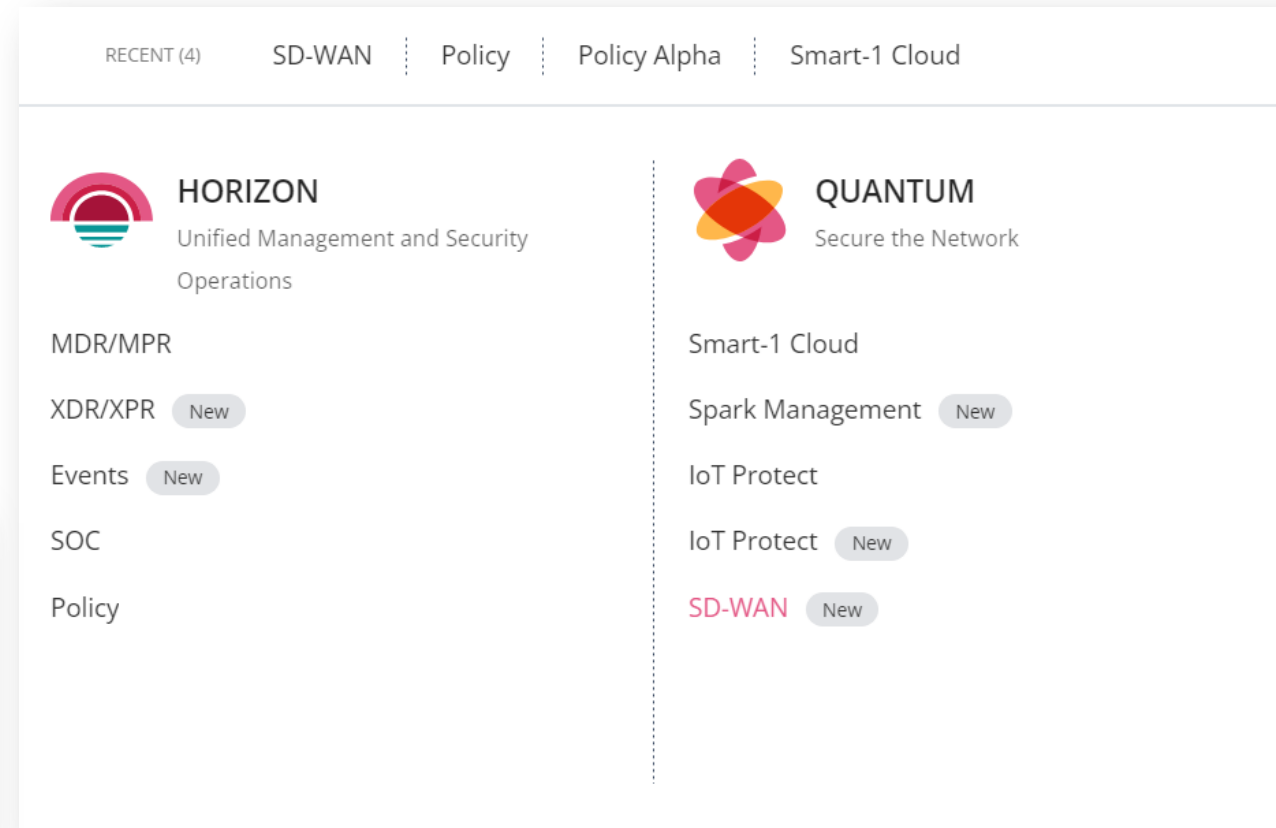 RECENT (4) SD-WAN Policy Policy Alpha Smart-1 Cloud
HORIZON
Unified Management and Security
Operations
MDR/MPR
XDR/XPR New
Events New
SOC
Policy
QUANTUM
Secure the Network
Smart-1 Cloud
Spark Management New
IoT Protect
IoT Protect New
SD-WAN New